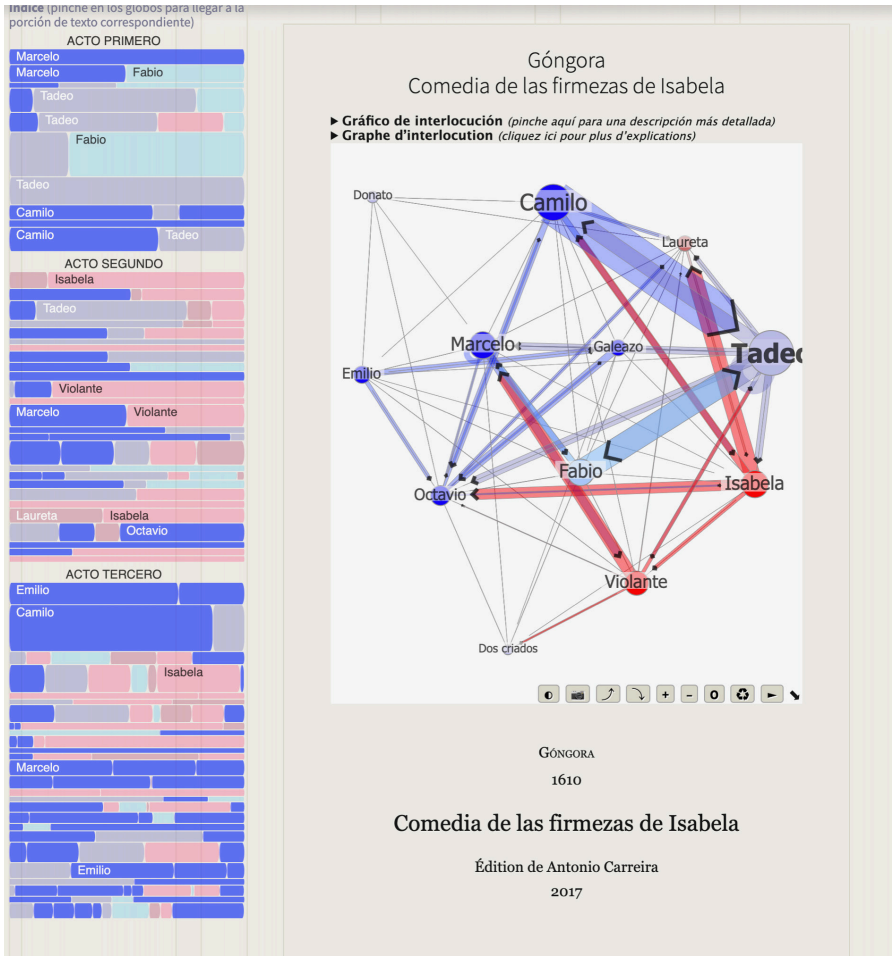 Índice (pinche en los globos para llegar a la
porción de texto correspondiente)
ACTO PRIMERO
Marcelo
Marcelo Fabio
Tadeo
Tadeo
Fabio
Tadeo
Camilo
Camilo Tadeo
ACTO SEGUNDO
Isabela
Tadeo
Violante
Marcelo Violante
Laureta Isabela
Octavio
ACTO TERCERO
Emilio
Camilo
Isabela
Marcelo
Emilio
Góngora
Comedia de las firmezas de Isabela
▸ Gráfico de interlocución (pinche aquí para una descripción más detallada)
▸ Graphe d'interlocution (cliquez ici pour plus d'explications)
Donato
Camilo
Laureta
Marcelo
Galeazo
Tadeo
Emilio
Fabio
Octavio
Isabela
Violante
Dos criados
+ - O
Góngora
1610
Comedia de las firmezas de Isabela
Édition de Antonio Carreira
2017